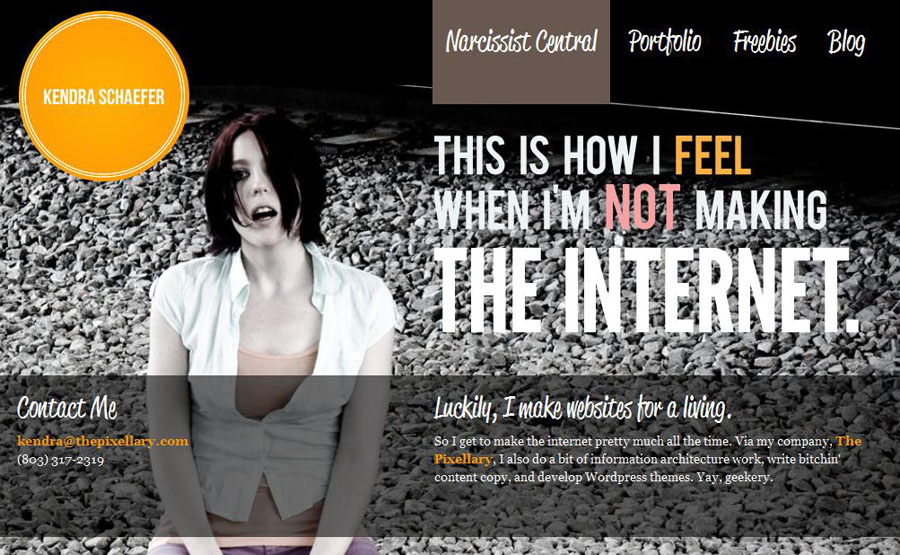 KENDRA SCHAEFER
Narcissist Central
Portfolio
Freebies
Blog
THIS IS HOW I FEEL
WHEN I'M NOT MAKING
THE INTERNET.
Contact Me
kendra@thepixellary.com
(803) 317-2319
Luckily, I make websites for a living.
So I get to make the internet pretty much all the time. Via my company, The
Pixellary, I also do a bit of information architecture work, write bitchin'
content copy, and develop Wordpress themes. Yay, geekery.